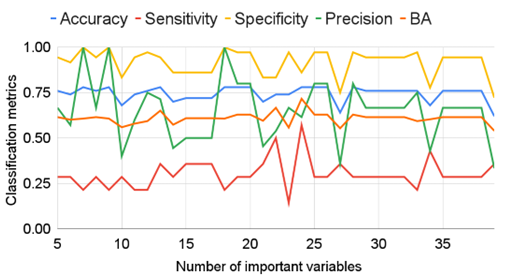 Accuracy Sensitivity Specificity Precision BA
1.00
0.75
0.50
0.25
0.00
Classification metrics
5 10 15 20 25 30 35
Number of important variables